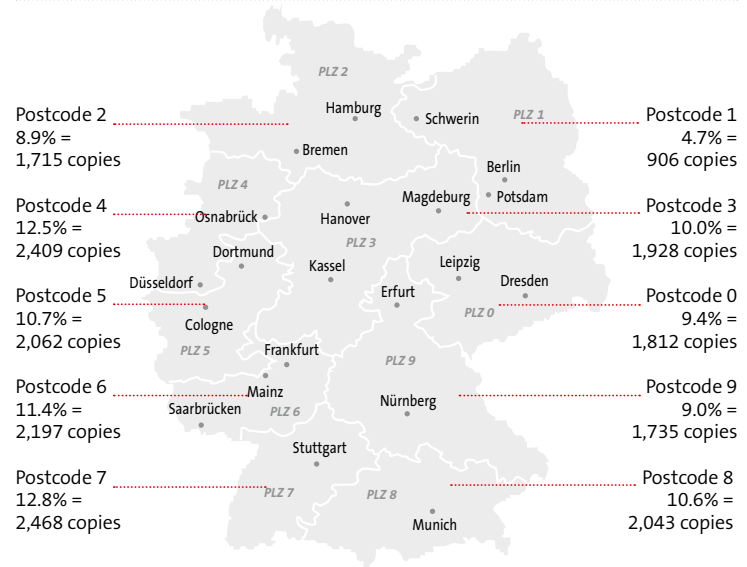 Postcode 2
8.9% =
1,715 copies
Postcode 4
12.5% =
2,409 copies
Postcode 5
10.7% =
2,062 copies
Postcode 6
11.4% =
2,197 copies
Postcode 7
12.8% =
2,468 copies
PLZ 2
Hamburg
Schwerin
PLZ 1
Bremen
Berlin
PLZ 4
Magdeburg
Potsdam
Osnabrück
Hanover
PLZ 3
Dortmund
Kassel
Leipzig
Düsseldorf
Erfurt
Dresden
Cologne
PLZ 0
PLZ 5
Frankfurt
PLZ 9
Mainz
Saarbrücken
PLZ 6
Nürnberg
Stuttgart
PLZ 7
PLZ 8
Munich
Postcode 1
4.7% =
906 copies
Postcode 3
10.0% =
1,928 copies
Postcode 0
9.4% =
1,812 copies
Postcode 9
9.0% =
1,735 copies
Postcode 8
10.6% =
2,043 copies